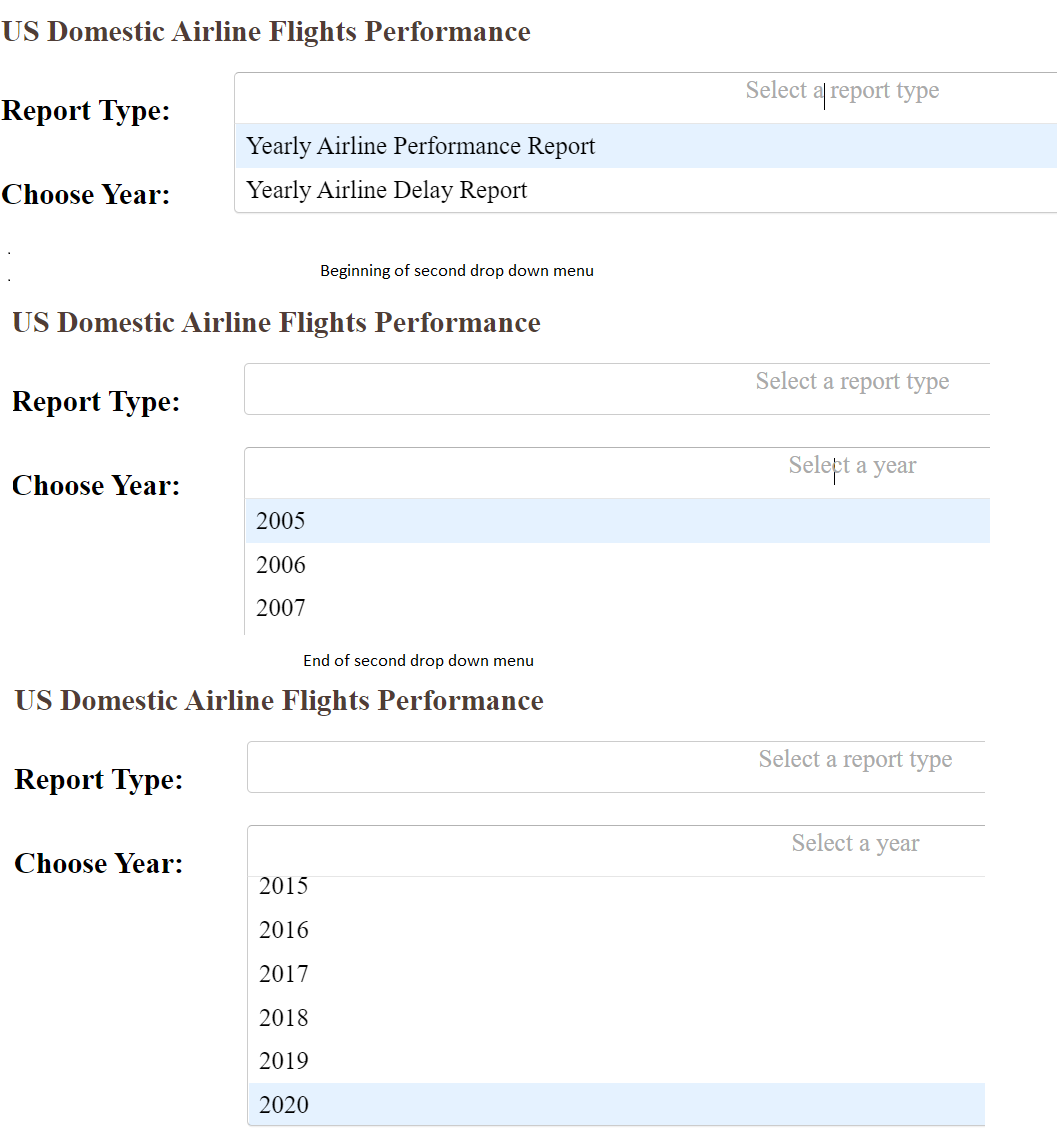 US Domestic Airline Flights Performance
Report Type:
Select a report type
Yearly Airline Performance Report
Choose Year:
Yearly Airline Delay Report
.
Beginning of second drop down menu
.
US Domestic Airline Flights Performance
Report Type:
Select a report type
Choose Year:
Select a year
2005
2006
2007
End of second drop down menu
US Domestic Airline Flights Performance
Report Type:
Select a report type
Choose Year:
Select a year
2015
2016
2017
2018
2019
2020